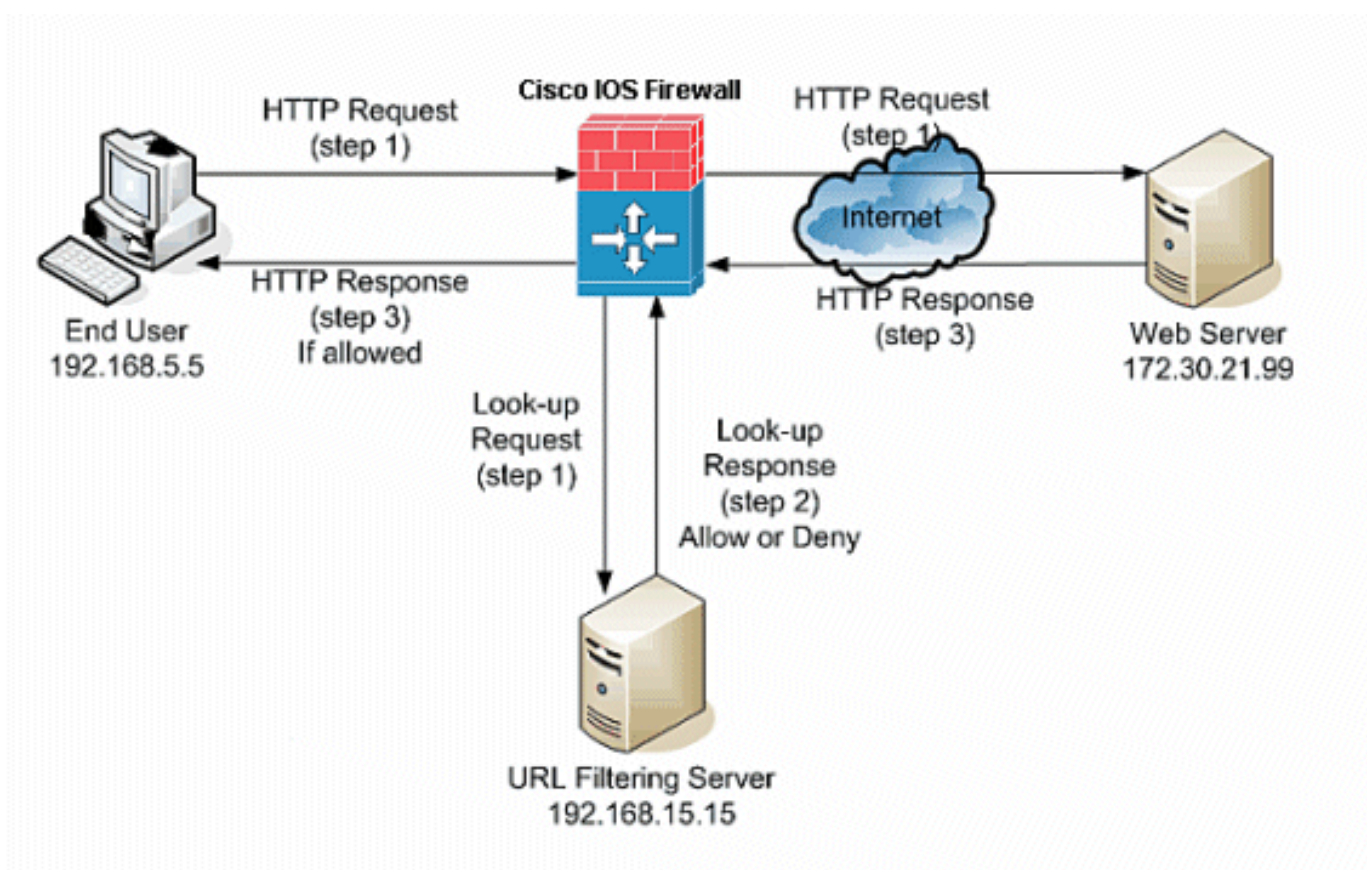 Cisco IOS Firewall
HTTP Request
(step 1)
HTTP Request
(step 1)
Internet
HTTP Response
(step 3)
If allowed
HTTP Response
(step 3)
End User
192.168.5.5
Web Server
172.30.21.99
Look-up
Request
(step 1)
Look-up
Response
(step 2)
Allow or Deny
URL Filtering Server
192.168.15.15